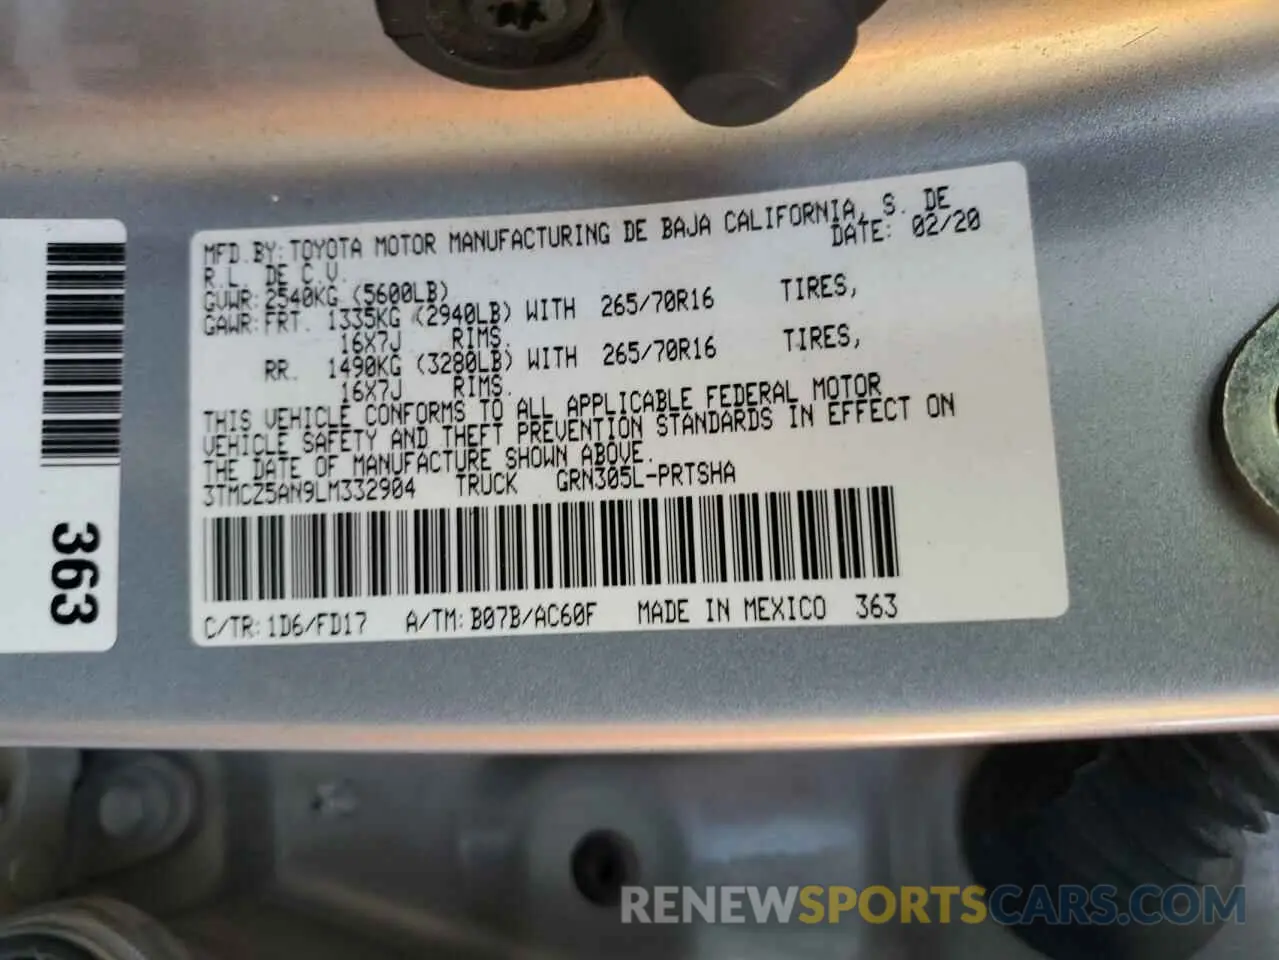 MFD.BY: TOYOTA MOTOR MANUFACTURING DE BAJA CALIFORNIA, S. DE
R.L. DE C.V. DATE: 02/20
GVWR: 2540KG (5600LB)
GAWR: FRT. 1335KG (2940LB) WITH 265/70R16 TIRES,
16X7J RIMS.
RR. 1490KG (3280LB) WITH 265/70R16 TIRES,
16X7J RIMS.
THIS VEHICLE CONFORMS TO ALL APPLICABLE FEDERAL MOTOR
VEHICLE SAFETY AND THEFT PREVENTION STANDARDS IN EFFECT ON
THE DATE OF MANUFACTURE SHOWN ABOVE.
3TMCZ5AN9LM332904 TRUCK GRN305L-PRTSHA
C/TR: 1D6/FD17 A/TM: B07B/AC60F MADE IN MEXICO 363
363
RENEWSPORTSCARS.COM